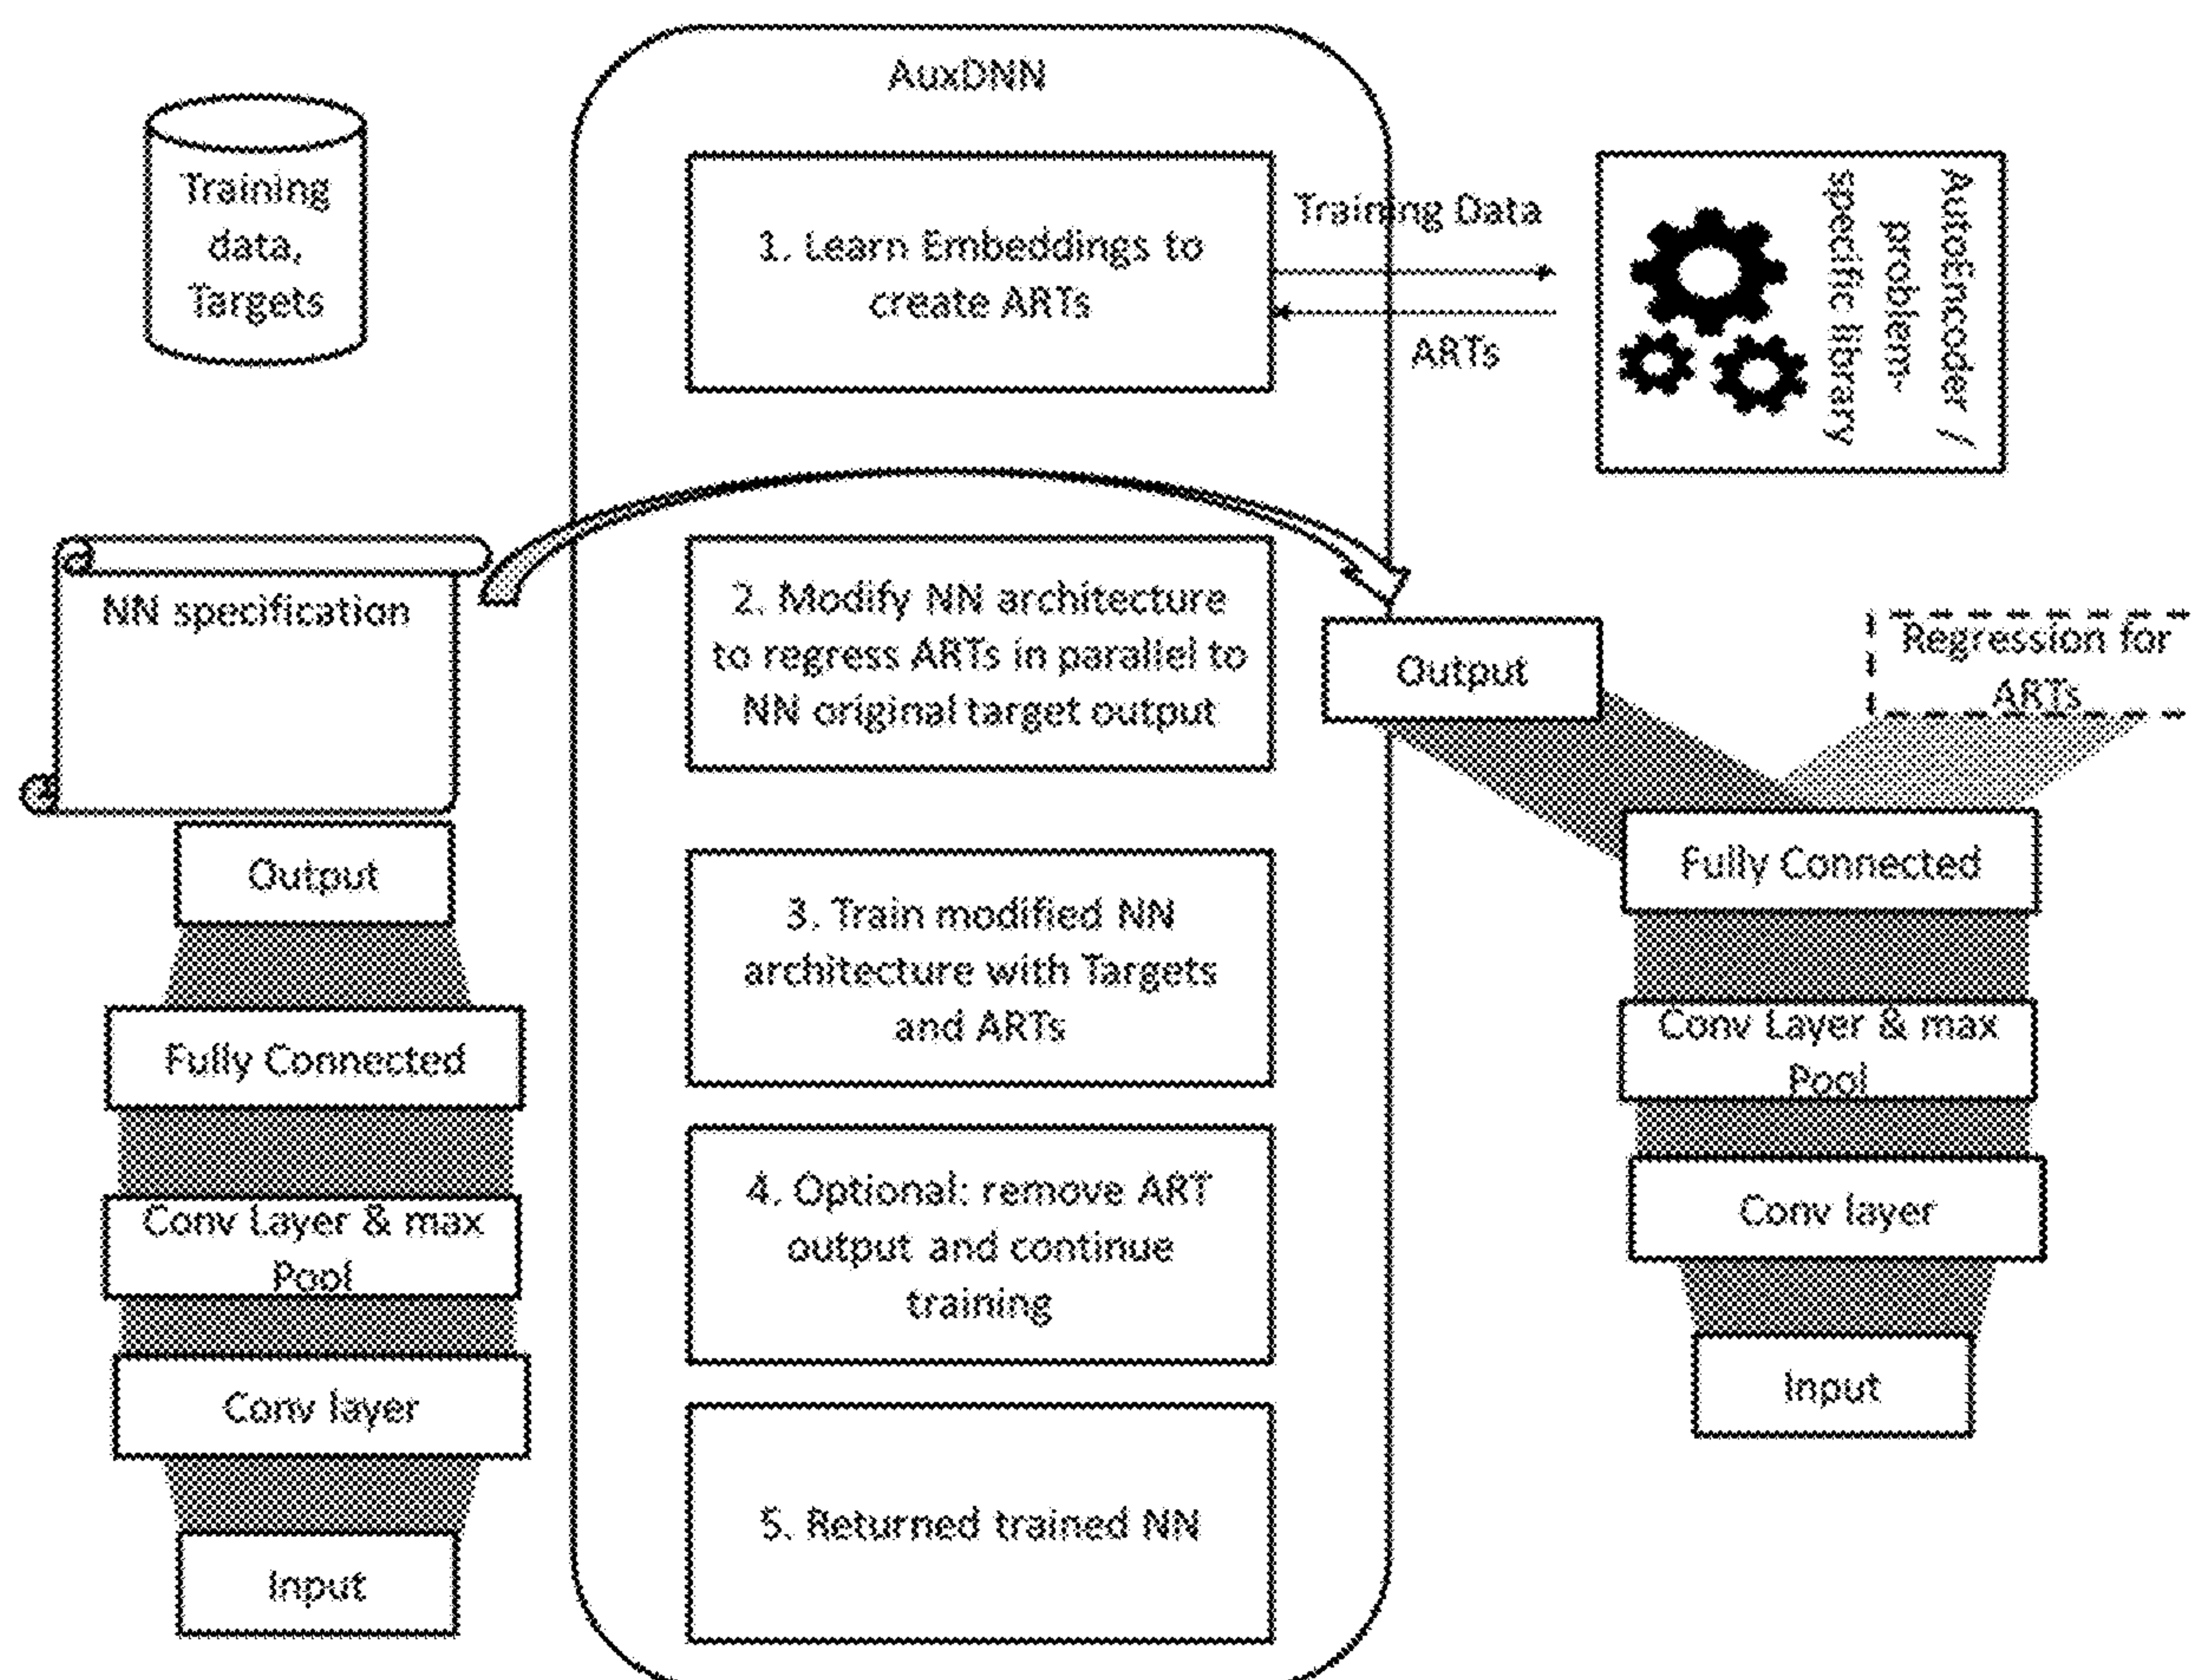 AuxDNN
Training
data,
Targets
1. Learn Embeddings to
create ARTs
Training Data
ARTs
AutoEncoder /
problem-
specific library
NN specification
2. Modify NN architecture
to regress ARTs in parallel to
NN original target output
Output
Regression for
ARTs
Output
Fully Connected
Conv Layer & max
Pool
Conv layer
Input
3. Train modified NN
architecture with Targets
and ARTs
4. Optional: remove ART
output and continue
training
5. Returned trained NN
Fully Connected
Conv Layer & max
Pool
Conv layer
Input